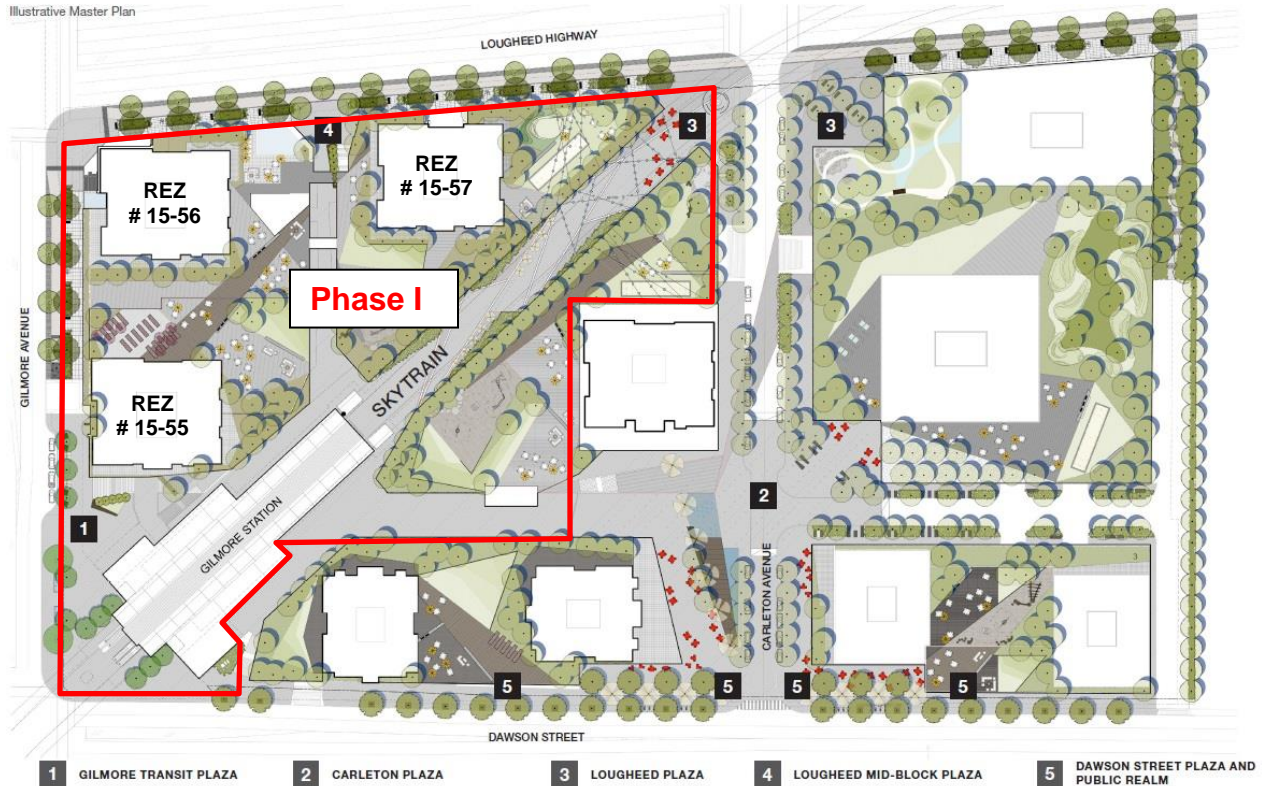 Illustrative Master Plan
LOUGHEED HIGHWAY
4
3
3
REZ
# 15-56
REZ
# 15-57
Phase I
GILMORE AVENUE
SKYTRAIN
REZ
# 15-55
2
1
GILMORE STATION
CARLETON AVENUE
5
5
5
5
DAWSON STREET
1 GILMORE TRANSIT PLAZA
2 CARLETON PLAZA
3 LOUGHEED PLAZA
4 LOUGHEED MID-BLOCK PLAZA
5 DAWSON STREET PLAZA AND
PUBLIC REALM